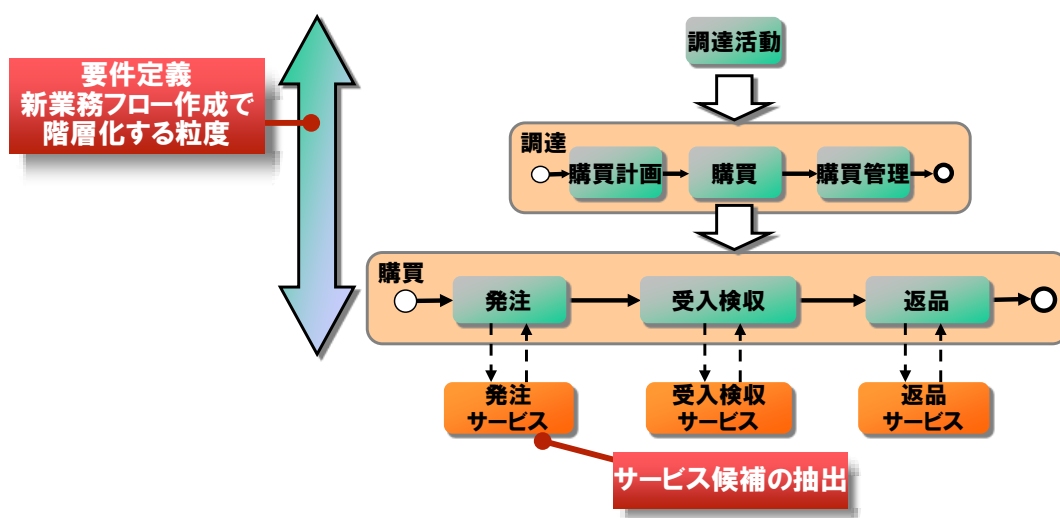 調達活動
要件定義
新業務フロー作成で
階層化する粒度
調達
購買計画
購買
購買管理
購買
発注
受入検収
返品
発注
サービス
受入検収
サービス
返品
サービス
サービス候補の抽出